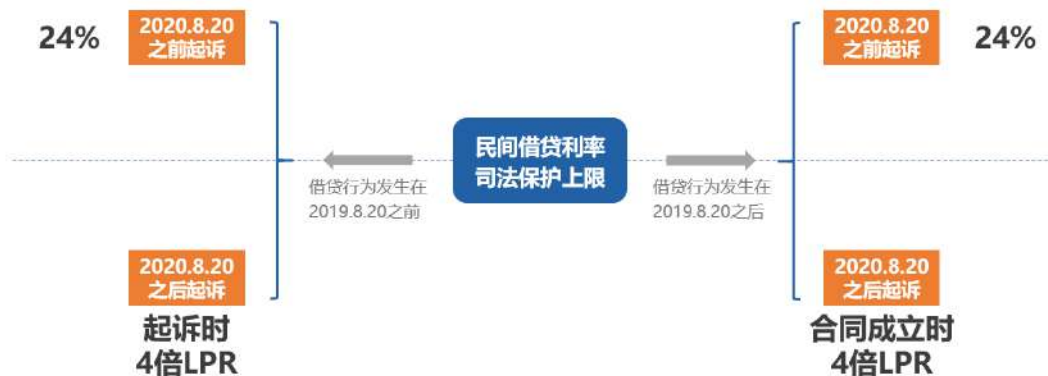 24%
2020.8.20
之前起诉
2020.8.20
之前起诉
24%
民间借贷利率
司法保护上限
借贷行为发生在
2019.8.20之前
借贷行为发生在
2019.8.20之后
2020.8.20
之后起诉
起诉时
4倍LPR
2020.8.20
之后起诉
合同成立时
4倍LPR